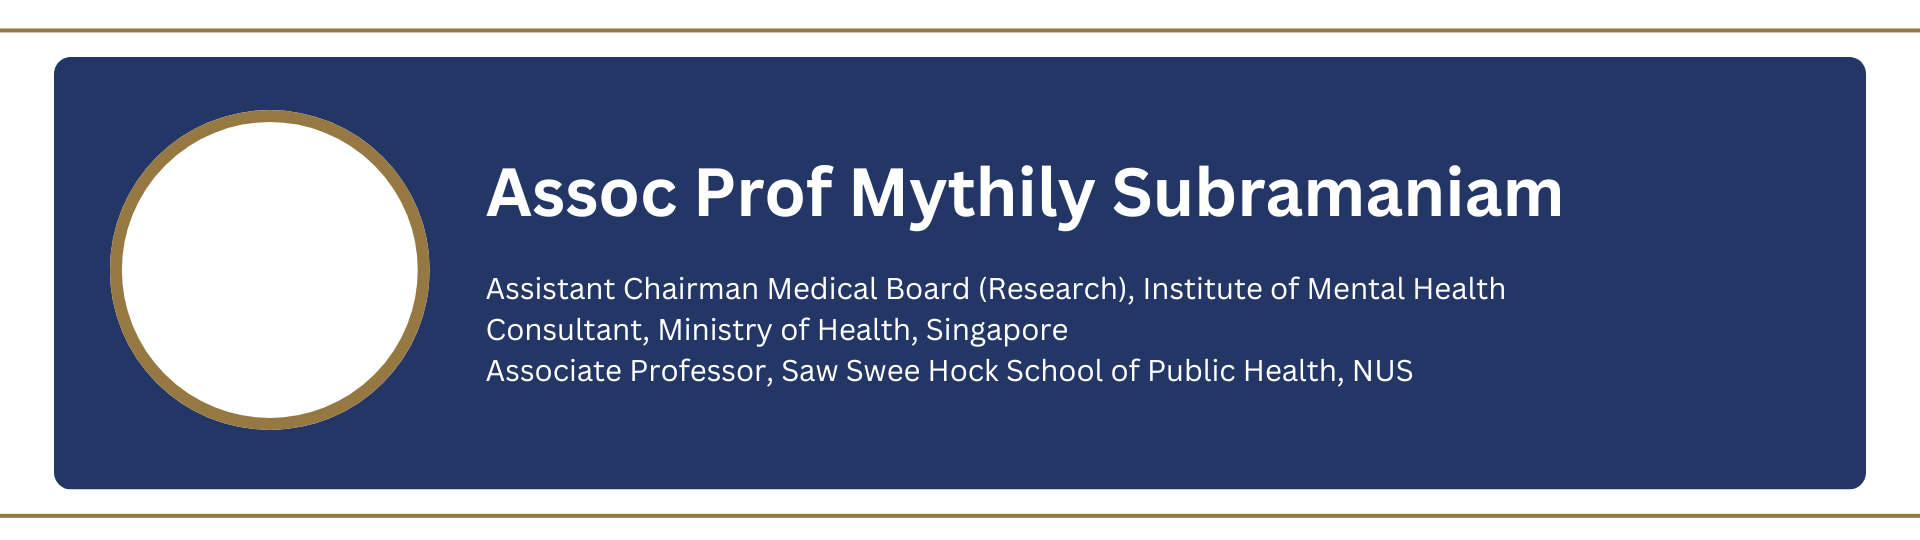 Assoc Prof Mythily Subramaniam
Assistant Chairman Medical Board (Research), Institute of Mental Health
Consultant, Ministry of Health, Singapore
Associate Professor, Saw Swee Hock School of Public Health, NUS